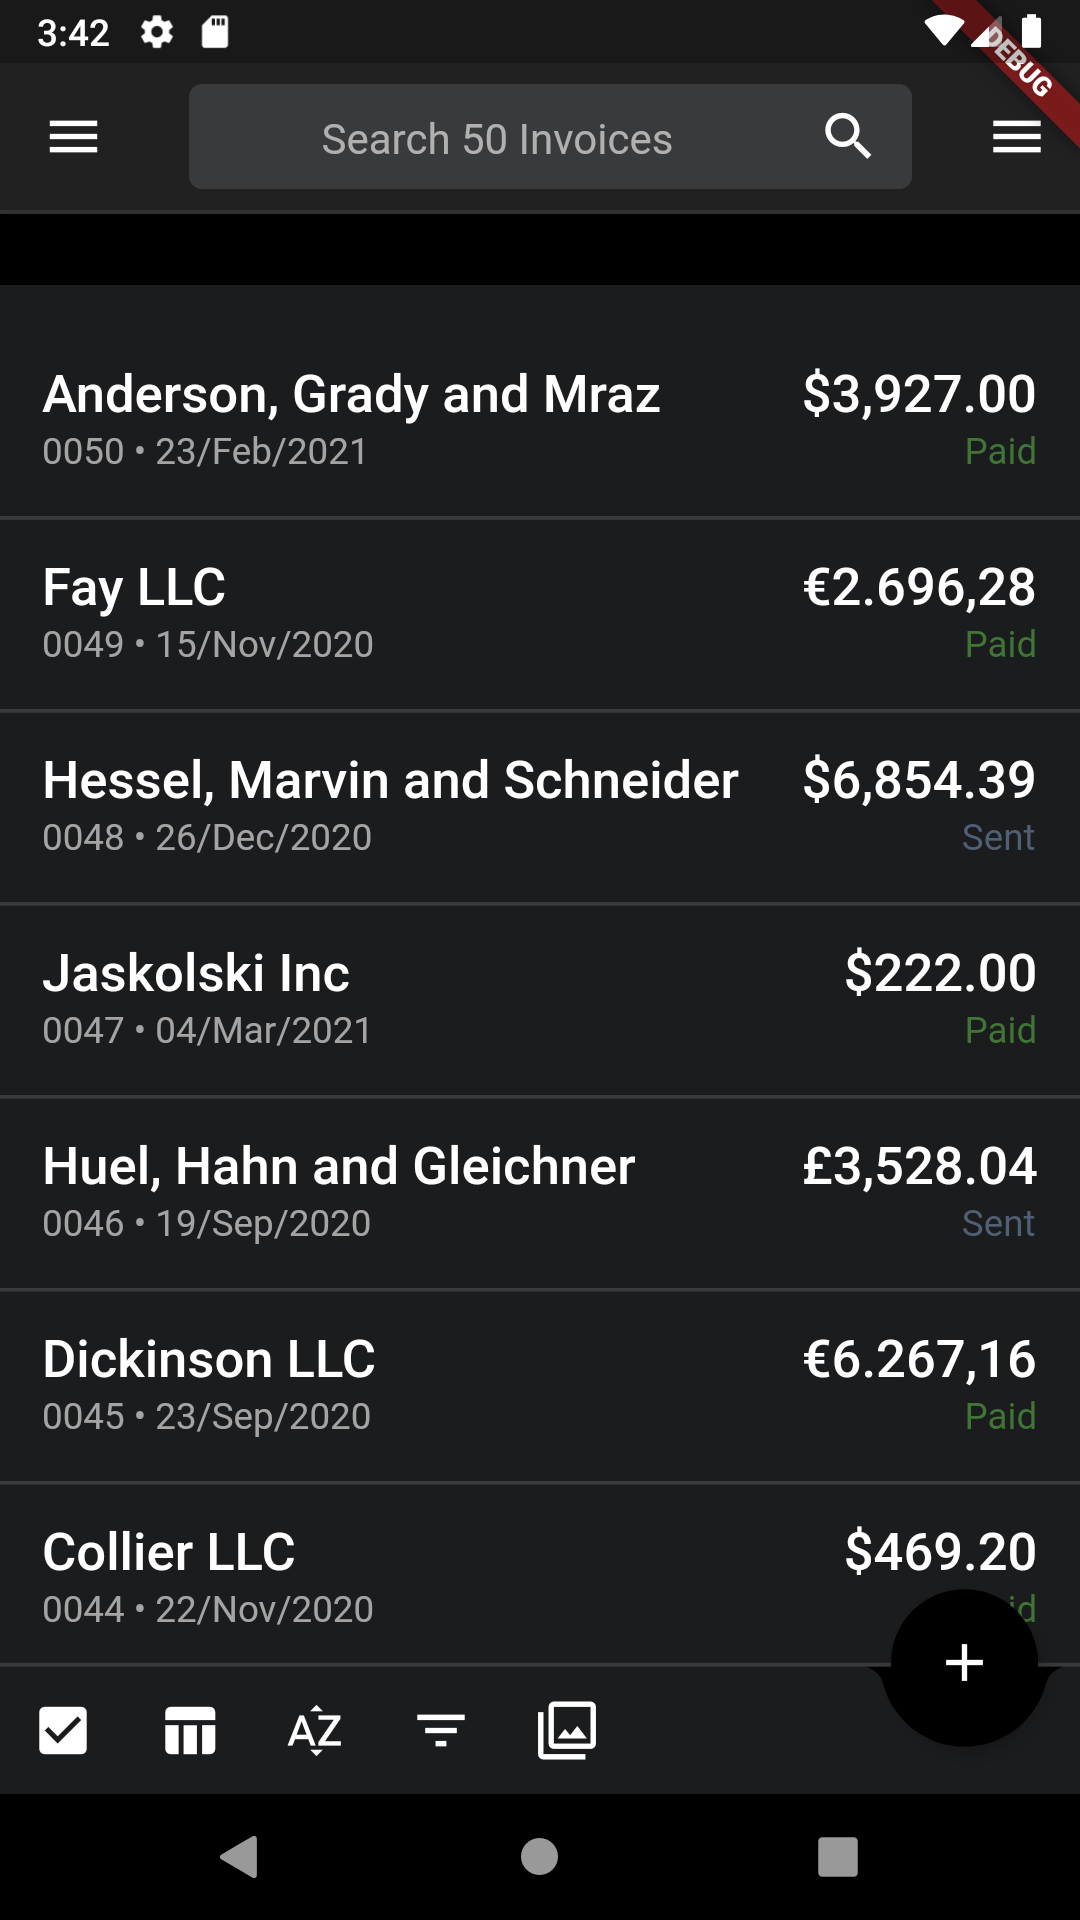 3:42
DEBUG
Search 50 Invoices
Anderson, Grady and Mraz $3,927.00
0050 • 23/Feb/2021 Paid
Fay LLC €2.696,28
0049 • 15/Nov/2020 Paid
Hessel, Marvin and Schneider $6,854.39
0048 • 26/Dec/2020 Sent
Jaskolski Inc $222.00
0047 • 04/Mar/2021 Paid
Huel, Hahn and Gleichner £3,528.04
0046 • 19/Sep/2020 Sent
Dickinson LLC €6.267,16
0045 • 23/Sep/2020 Paid
Collier LLC $469.20
0044 • 22/Nov/2020
AZ